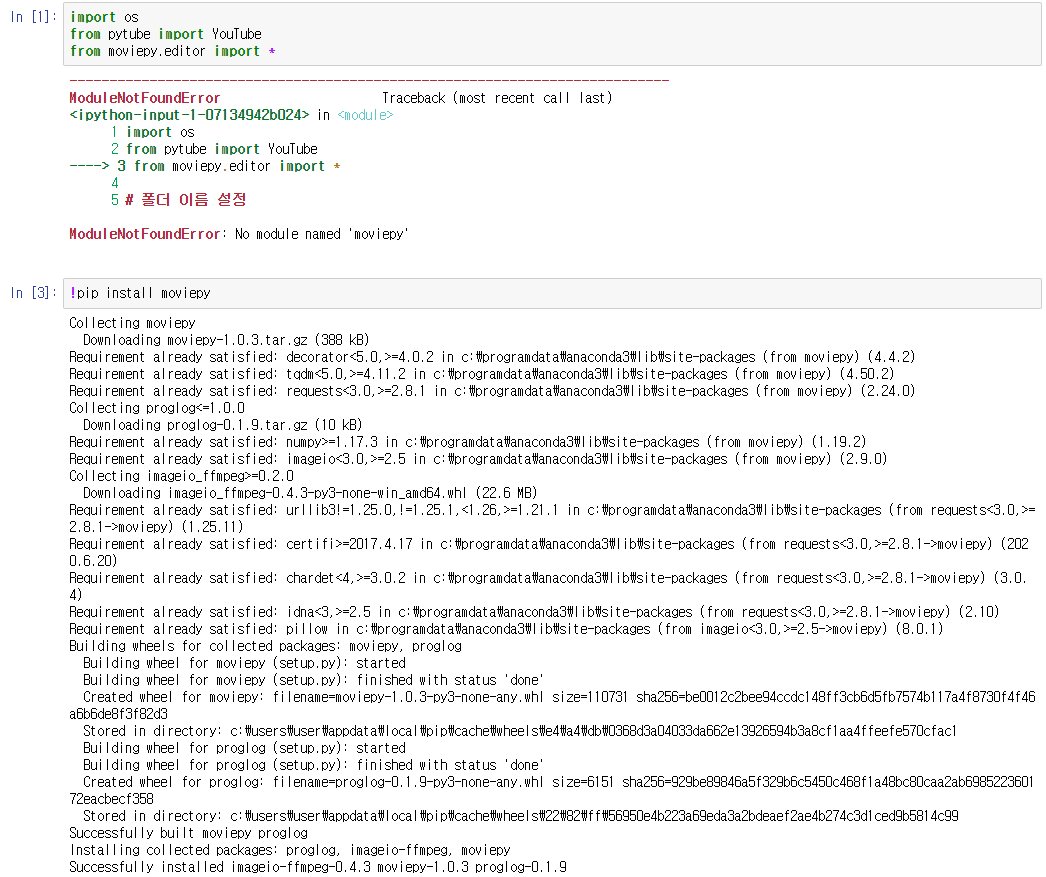 In [1]: import os
from pytube import YouTube
from moviepy.editor import *
---------------------------------------------------------------------------
ModuleNotFoundError Traceback (most recent call last)
<ipython-input-1-07134942b024> in <module>
1 import os
2 from pytube import YouTube
----> 3 from moviepy.editor import *
4
5 # 폴더 이름 설정
ModuleNotFoundError: No module named 'moviepy'
In [3]: !pip install moviepy
Collecting moviepy
Downloading moviepy-1.0.3.tar.gz (388 kB)
Requirement already satisfied: decorator<5.0,>=4.0.2 in c:₩programdata₩anaconda3₩lib₩site-packages (from moviepy) (4.4.2)
Requirement already satisfied: tqdm<5.0,>=4.11.2 in c:₩programdata₩anaconda3₩lib₩site-packages (from moviepy) (4.50.2)
Requirement already satisfied: requests<3.0,>=2.8.1 in c:₩programdata₩anaconda3₩lib₩site-packages (from moviepy) (2.24.0)
Collecting proglog<=1.0.0
Downloading proglog-0.1.9.tar.gz (10 kB)
Requirement already satisfied: numpy>=1.17.3 in c:₩programdata₩anaconda3₩lib₩site-packages (from moviepy) (1.19.2)
Requirement already satisfied: imageio<3.0,>=2.5 in c:₩programdata₩anaconda3₩lib₩site-packages (from moviepy) (2.9.0)
Collecting imageio_ffmpeg>=0.2.0
Downloading imageio_ffmpeg-0.4.3-py3-none-win_amd64.whl (22.6 MB)
Requirement already satisfied: urllib3!=1.25.0,!=1.25.1,<1.26,>=1.21.1 in c:₩programdata₩anaconda3₩lib₩site-packages (from requests<3.0,>=
2.8.1->moviepy) (1.25.11)
Requirement already satisfied: certifi>=2017.4.17 in c:₩programdata₩anaconda3₩lib₩site-packages (from requests<3.0,>=2.8.1->moviepy) (202
0.6.20)
Requirement already satisfied: chardet<4,>=3.0.2 in c:₩programdata₩anaconda3₩lib₩site-packages (from requests<3.0,>=2.8.1->moviepy) (3.0.
4)
Requirement already satisfied: idna<3,>=2.5 in c:₩programdata₩anaconda3₩lib₩site-packages (from requests<3.0,>=2.8.1->moviepy) (2.10)
Requirement already satisfied: pillow in c:₩programdata₩anaconda3₩lib₩site-packages (from imageio<3.0,>=2.5->moviepy) (8.0.1)
Building wheels for collected packages: moviepy, proglog
Building wheel for moviepy (setup.py): started
Building wheel for moviepy (setup.py): finished with status 'done'
Created wheel for moviepy: filename=moviepy-1.0.3-py3-none-any.whl size=110731 sha256=be0012c2bee94ccdc148ff3cb6d5fb7574b117a4f8730f4f46
a6b6de8f3f82d3
Stored in directory: c:₩users₩user₩appdata₩local₩pip₩cache₩wheels₩e4₩a4₩db₩0368d3a04033da662e13926594b3a8cf1aa4ffeefe570cfac1
Building wheel for proglog (setup.py): started
Building wheel for proglog (setup.py): finished with status 'done'
Created wheel for proglog: filename=proglog-0.1.9-py3-none-any.whl size=6151 sha256=929be89846a5f329b6c5450c468f1a48bc80caa2ab6985223601
72eacbecf358
Stored in directory: c:₩users₩user₩appdata₩local₩pip₩cache₩wheels₩22₩82₩ff₩56950e4b223a69eda3a2bdeaef2ae4b274c3d1ced9b5814c99
Successfully built moviepy proglog
Installing collected packages: proglog, imageio-ffmpeg, moviepy
Successfully installed imageio-ffmpeg-0.4.3 moviepy-1.0.3 proglog-0.1.9